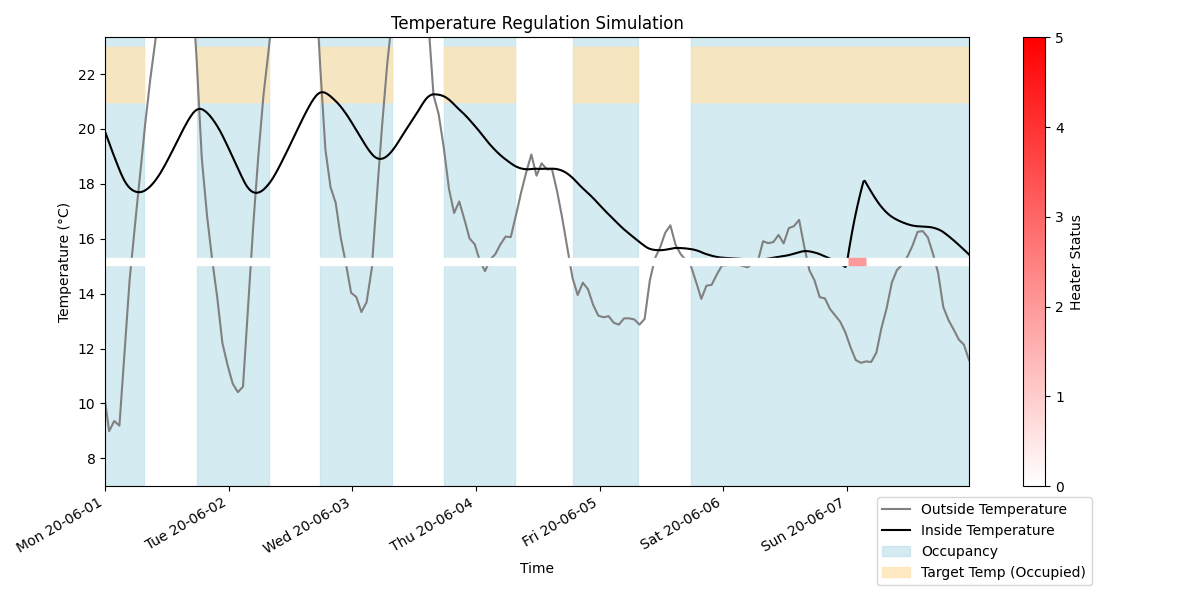 Temperature Regulation Simulation
Temperature (°C)
22
20
18
16
14
12
10
8
Mon 20-06-01
Tue 20-06-02
Wed 20-06-03
Thu 20-06-04
Fri 20-06-05
Sat 20-06-06
Sun 20-06-07
Time
5
4
3
2
1
0
Heater Status
Outside Temperature
Inside Temperature
Occupancy
Target Temp (Occupied)